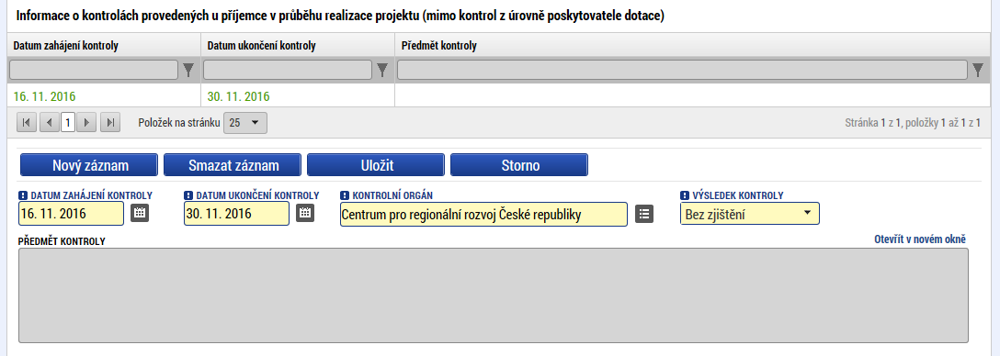 Informace o kontrolách provedených u příjemce v průběhu realizace projektu (mimo kontrol z úrovně poskytovatele dotace)
Datum zahájení kontroly Datum ukončení kontroly Předmět kontroly
16. 11. 2016 30. 11. 2016
1 Položek na stránku 25 Stránka 1 z 1, položky 1 až 1 z 1
Nový záznam Smazat záznam Uložit Storno
DATUM ZAHÁJENÍ KONTROLY DATUM UKONČENÍ KONTROLY KONTROLNÍ ORGÁN VÝSLEDEK KONTROLY
16. 11. 2016 30. 11. 2016 Centrum pro regionální rozvoj České republiky Bez zjištění
PŘEDMĚT KONTROLY Otevřít v novém okně